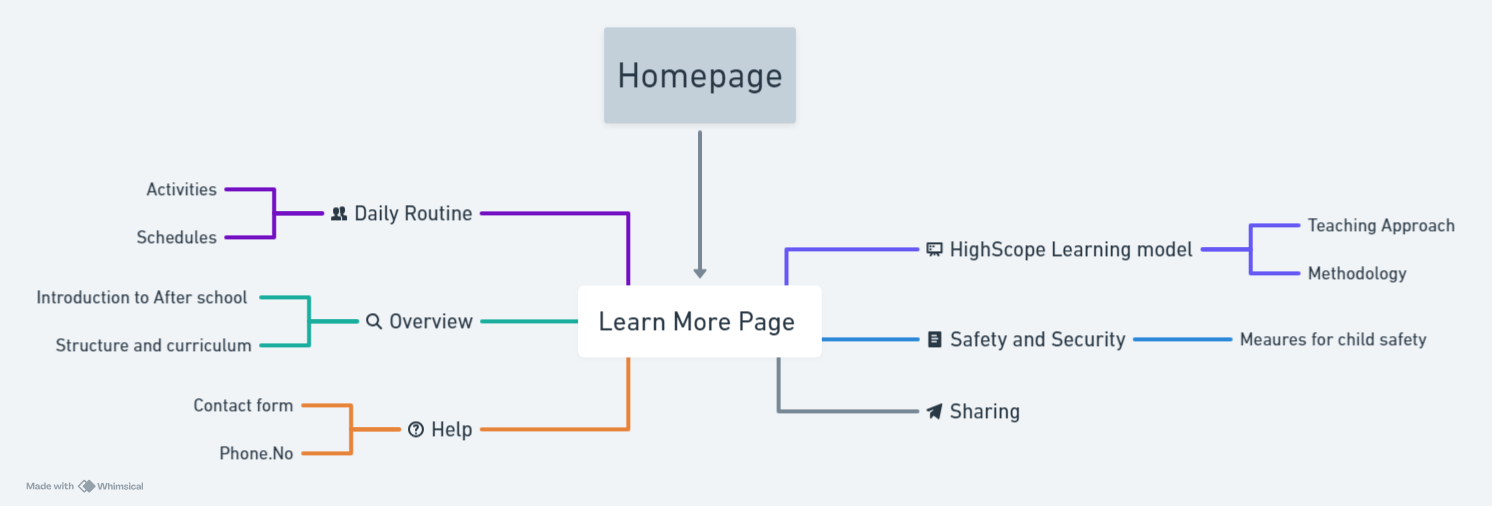 Homepage
Learn More Page
Daily Routine
Activities
Schedules
Overview
Introduction to After school
Structure and curriculum
Help
Contact form
Phone.No
HighScope Learning model
Teaching Approach
Methodology
Safety and Security
Meaures for child safety
Sharing
Made with Whimsical